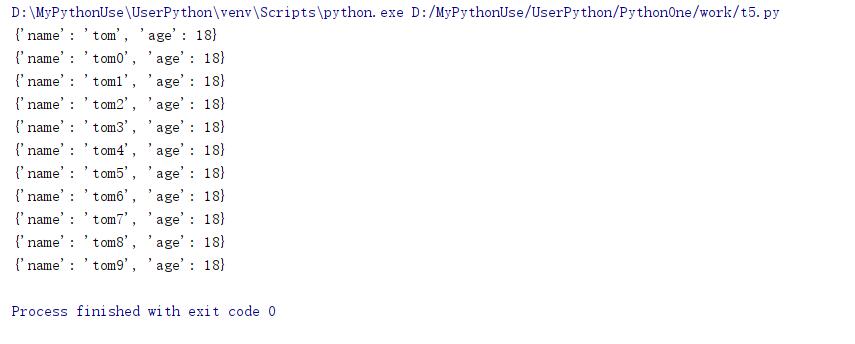 D:\MyPythonUse\UserPython\venv\Scripts\python.exe D:/MyPythonUse/UserPython/PythonOne/work/t5.py
{'name': 'tom', 'age': 18}
{'name': 'tom0', 'age': 18}
{'name': 'tom1', 'age': 18}
{'name': 'tom2', 'age': 18}
{'name': 'tom3', 'age': 18}
{'name': 'tom4', 'age': 18}
{'name': 'tom5', 'age': 18}
{'name': 'tom6', 'age': 18}
{'name': 'tom7', 'age': 18}
{'name': 'tom8', 'age': 18}
{'name': 'tom9', 'age': 18}
Process finished with exit code 0